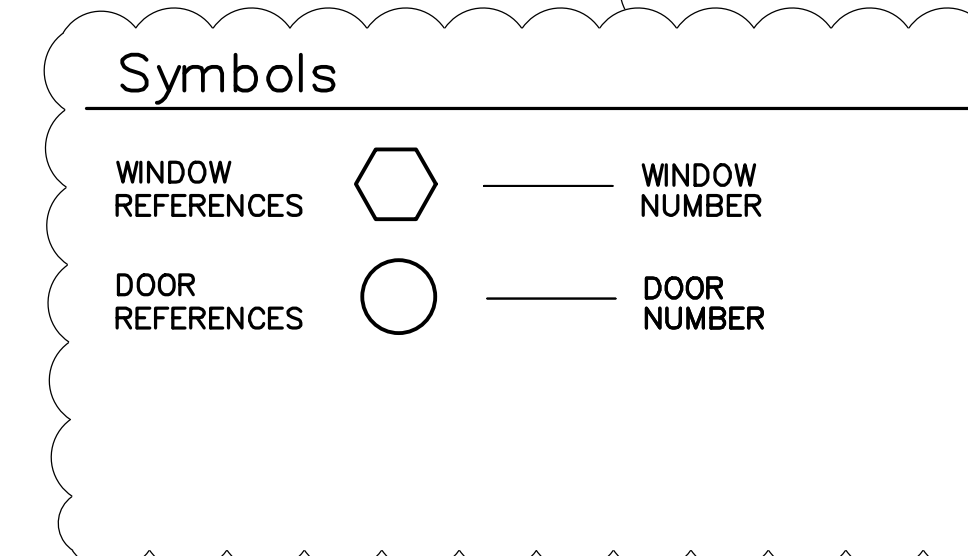 Symbols
WINDOW
REFERENCES
WINDOW
NUMBER
DOOR
REFERENCES
DOOR
NUMBER